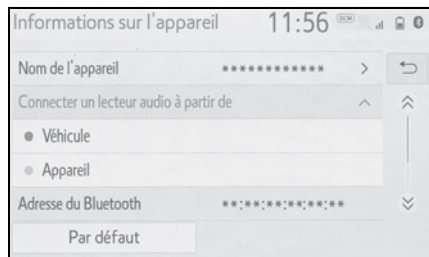 Informations sur l'appareil 11:56 DCM
Nom de l'appareil ************
Connecter un lecteur audio à partir de
Véhicule
Appareil
Adresse du Bluetooth **:**:**:**:**:**
Par défaut